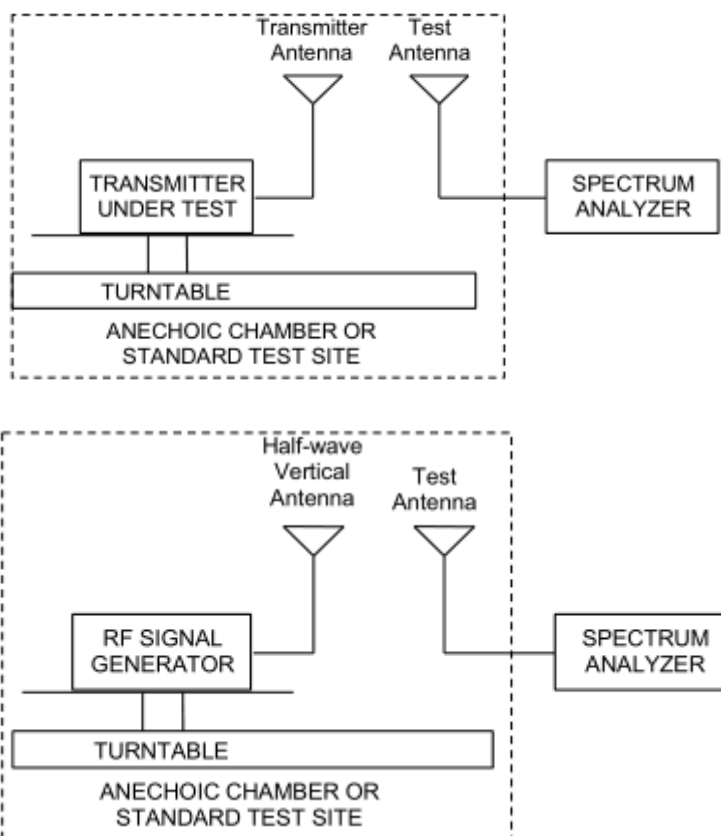 Transmitter
Antenna
Test
Antenna
TRANSMITTER
UNDER TEST
SPECTRUM
ANALYZER
TURNTABLE
ANECHOIC CHAMBER OR
STANDARD TEST SITE
Half-wave
Vertical
Antenna
Test
Antenna
RF SIGNAL
GENERATOR
SPECTRUM
ANALYZER
TURNTABLE
ANECHOIC CHAMBER OR
STANDARD TEST SITE